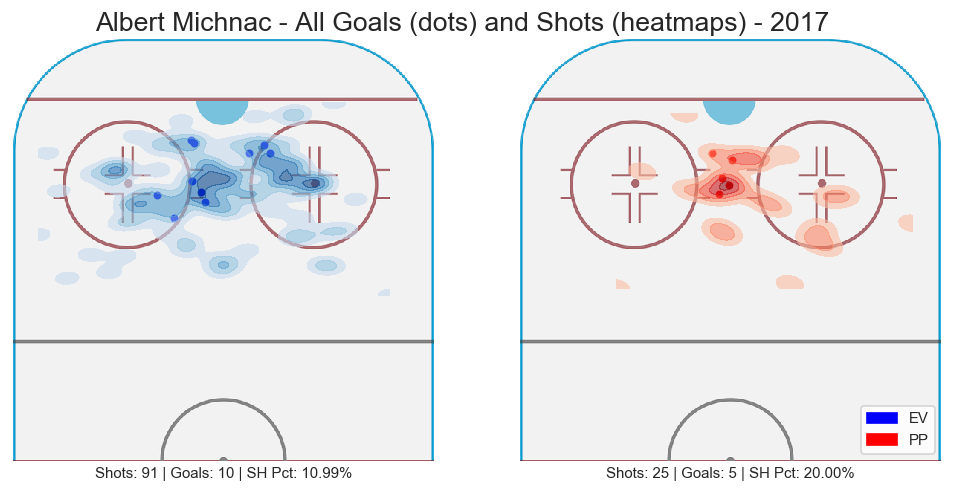 Albert Michnac - All Goals (dots) and Shots (heatmaps) - 2017
EV
PP
Shots: 91 | Goals: 10 | SH Pct: 10.99%
Shots: 25 | Goals: 5 | SH Pct: 20.00%